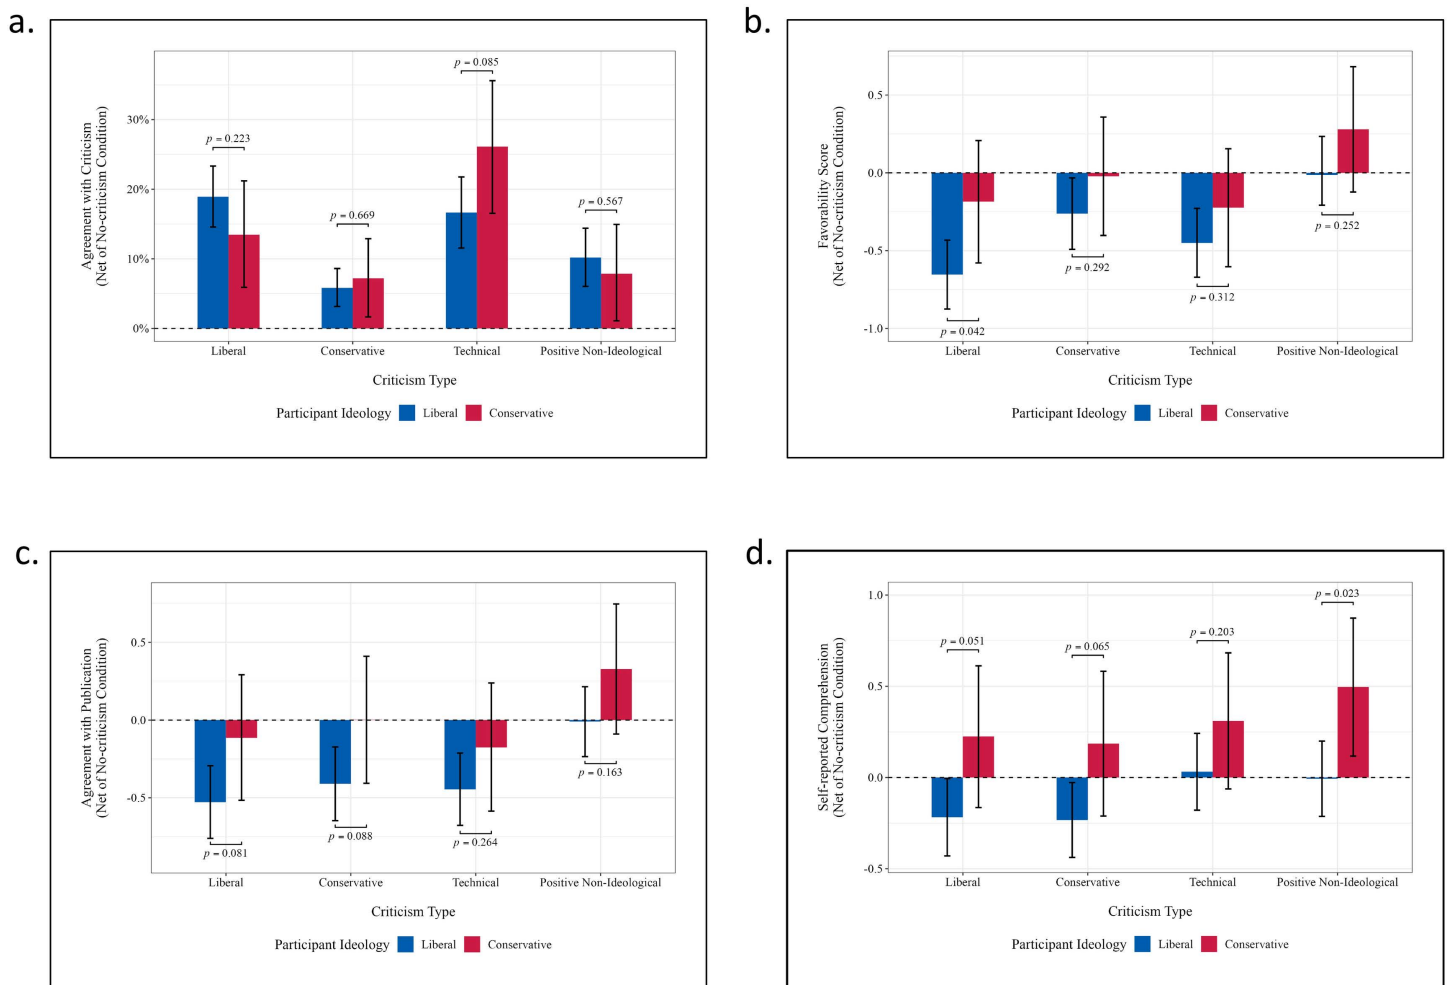 a.
Agreement with Criticism
(Net of No-criticism Condition)
30%
20%
10%
0%
p = 0.223
p = 0.669
p = 0.085
p = 0.567
Liberal Conservative Technical Positive Non-Ideological
Criticism Type
Participant Ideology Liberal Conservative
b.
Favorability Score
(Net of No-criticism Condition)
0.5
0.0
-0.5
-1.0
p = 0.042
p = 0.292
p = 0.312
p = 0.252
Liberal Conservative Technical Positive Non-Ideological
Criticism Type
Participant Ideology Liberal Conservative
c.
Agreement with Publication
(Net of No-criticism Condition)
0.5
0.0
-0.5
p = 0.081
p = 0.088
p = 0.264
p = 0.163
Liberal Conservative Technical Positive Non-Ideological
Criticism Type
Participant Ideology Liberal Conservative
d.
Self-reported Comprehension
(Net of No-criticism Condition)
1.0
0.5
0.0
-0.5
p = 0.051
p = 0.065
p = 0.203
p = 0.023
Liberal Conservative Technical Positive Non-Ideological
Criticism Type
Participant Ideology Liberal Conservative